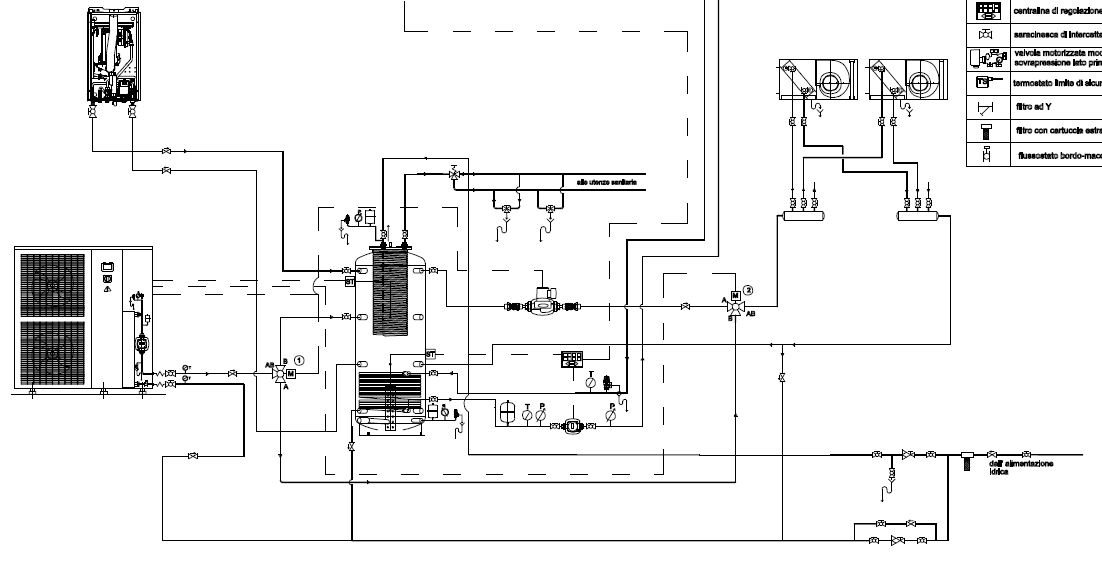 centralina di regolazione
saracinesca di intercetta
valvola motorizzata mod
sovrapressione lato prim
TS
termostato limite di sicur
filtro ad Y
filtro con cartuccia estra
flussostato bordo-macc
alle utenze sanitarie
ST
M
2
A
AB
B
ST
AB
B
1
M
A
T
T
P
P
dall' alimentazione
idrica